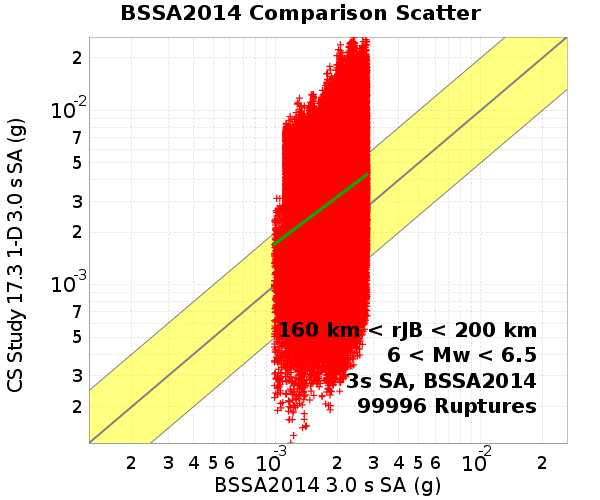 BSSA2014 Comparison Scatter
CS Study 17.3 1-D 3.0 s SA (g)
2
10-2
7
5
3
2
10-3
7
5
3
2
160 km < rJB < 200 km
6 < Mw < 6.5
3s SA, BSSA2014
99996 Ruptures
2 3 4 5 6 10-3 2 3 4 5 6 10-2 2
BSSA2014 3.0 s SA (g)